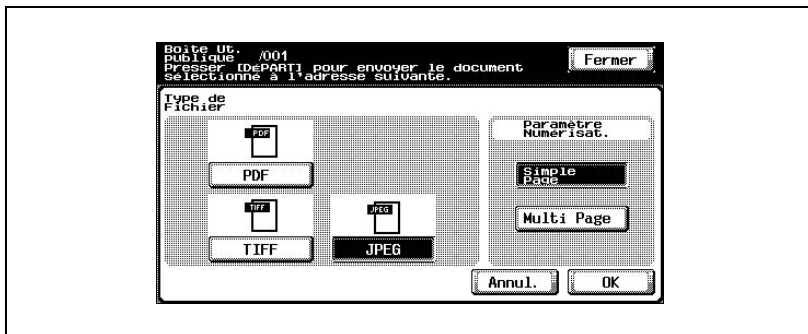 Boîte Ut.
publique /001
Presser [DéPART] pour envoyer le document
sélectionné à l'adresse suivante.
Fermer
Type de
Fichier
PDF
PDF
TIFF
TIFF
JPEG
JPEG
Paramètre
Numérisat.
Simple
Page
Multi Page
Annul.
OK